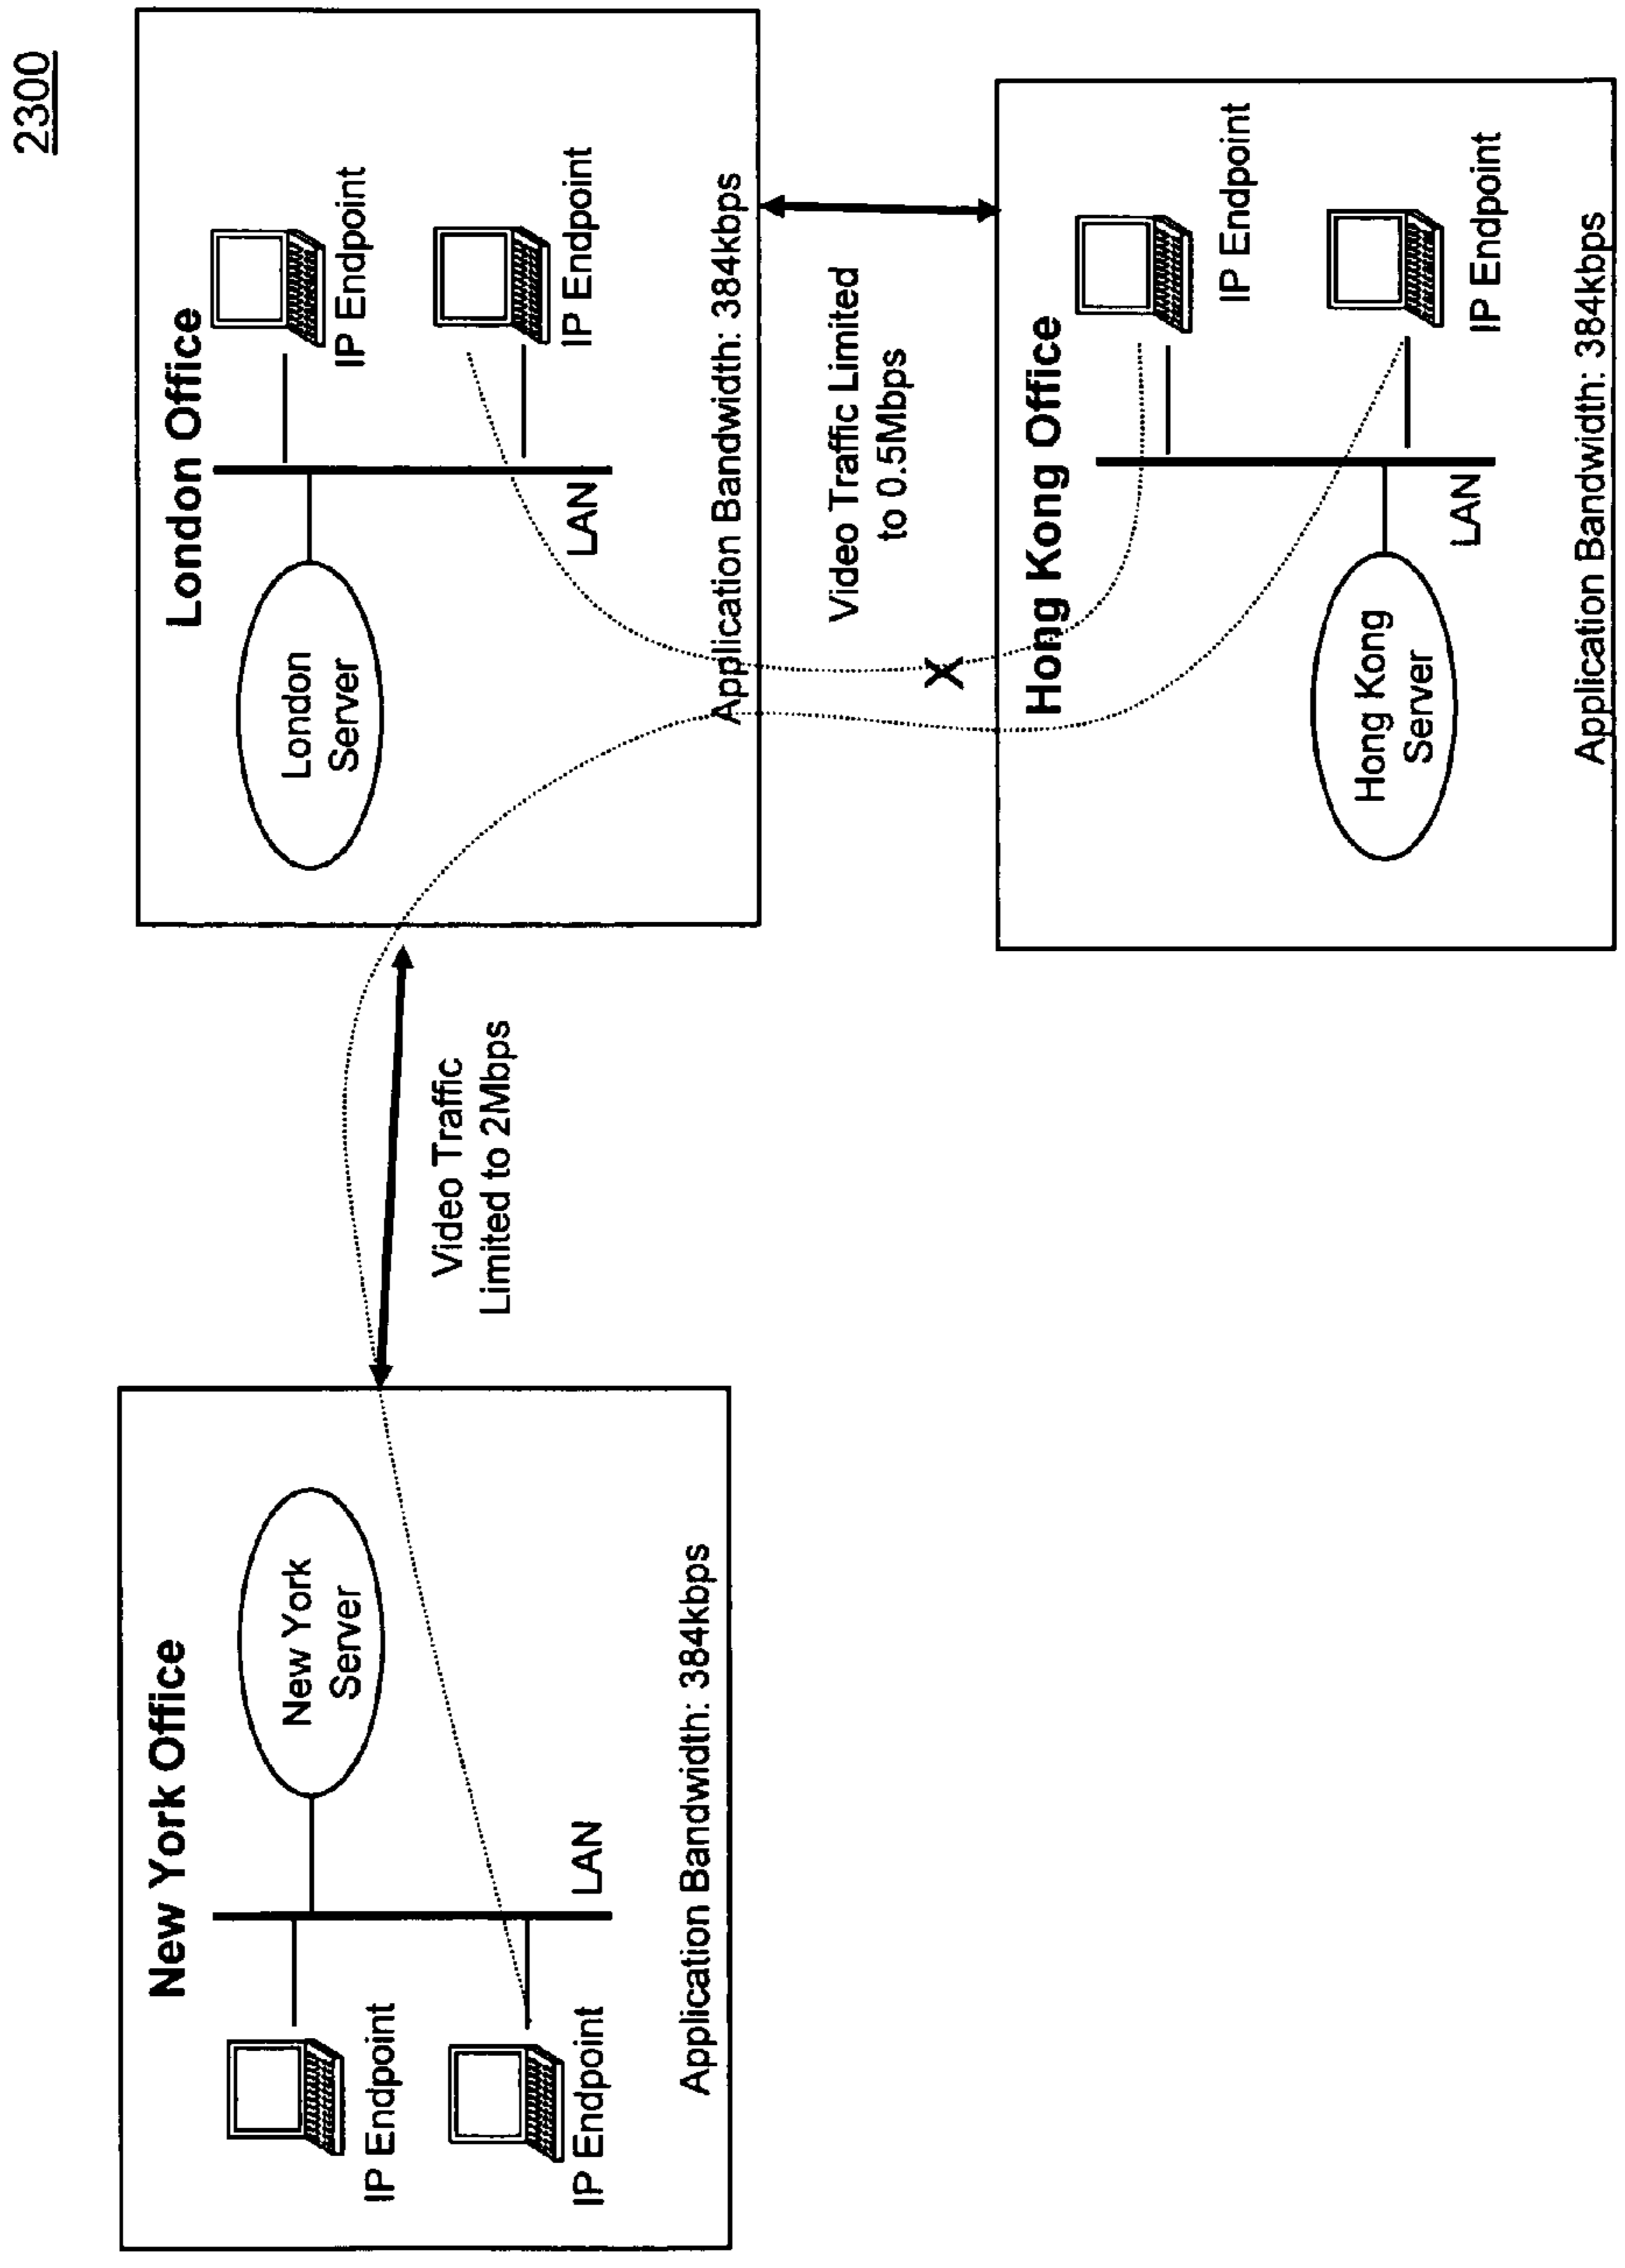 2300
New York Office
New York
Server
IP Endpoint
IP Endpoint
LAN
Application Bandwidth: 384kbps
Video Traffic
Limited to 2Mbps
London Office
London
Server
IP Endpoint
IP Endpoint
LAN
Application Bandwidth: 384kbps
Video Traffic Limited
to 0.5Mbps
X
Hong Kong Office
Hong Kong
Server
IP Endpoint
IP Endpoint
LAN
Application Bandwidth: 384kbps